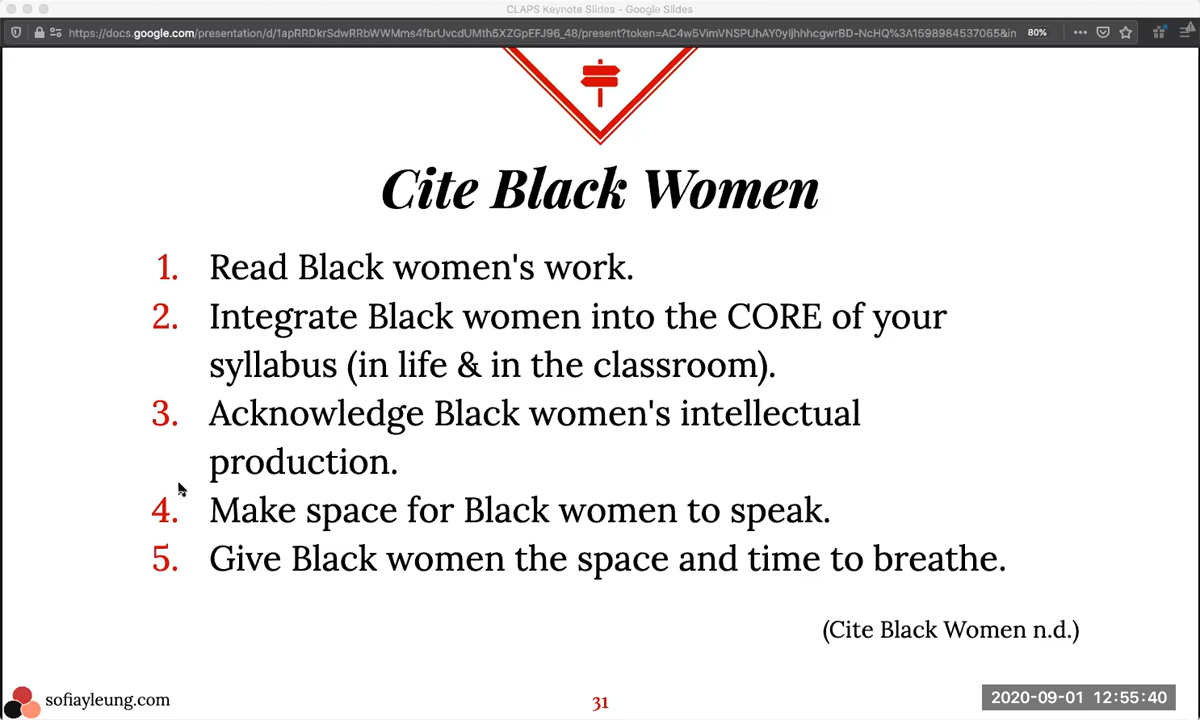 CLAPS Keynote Slides - Google Slides
https://docs.google.com/presentation/d/1apRRDkrSdwRRbWWMms4fbrUvcdUMth5XZGpEFJ96_48/present?token=AC4w5VimVNSPUhAY0yljhhhcgwrBD-NcHQ%3A1598984537065&in 80%
Cite Black Women
1. Read Black women's work.
2. Integrate Black women into the CORE of your
syllabus (in life & in the classroom).
3. Acknowledge Black women's intellectual
production.
4. Make space for Black women to speak.
5. Give Black women the space and time to breathe.
(Cite Black Women n.d.)
sofiayleung.com
31
2020-09-01 12:55:40